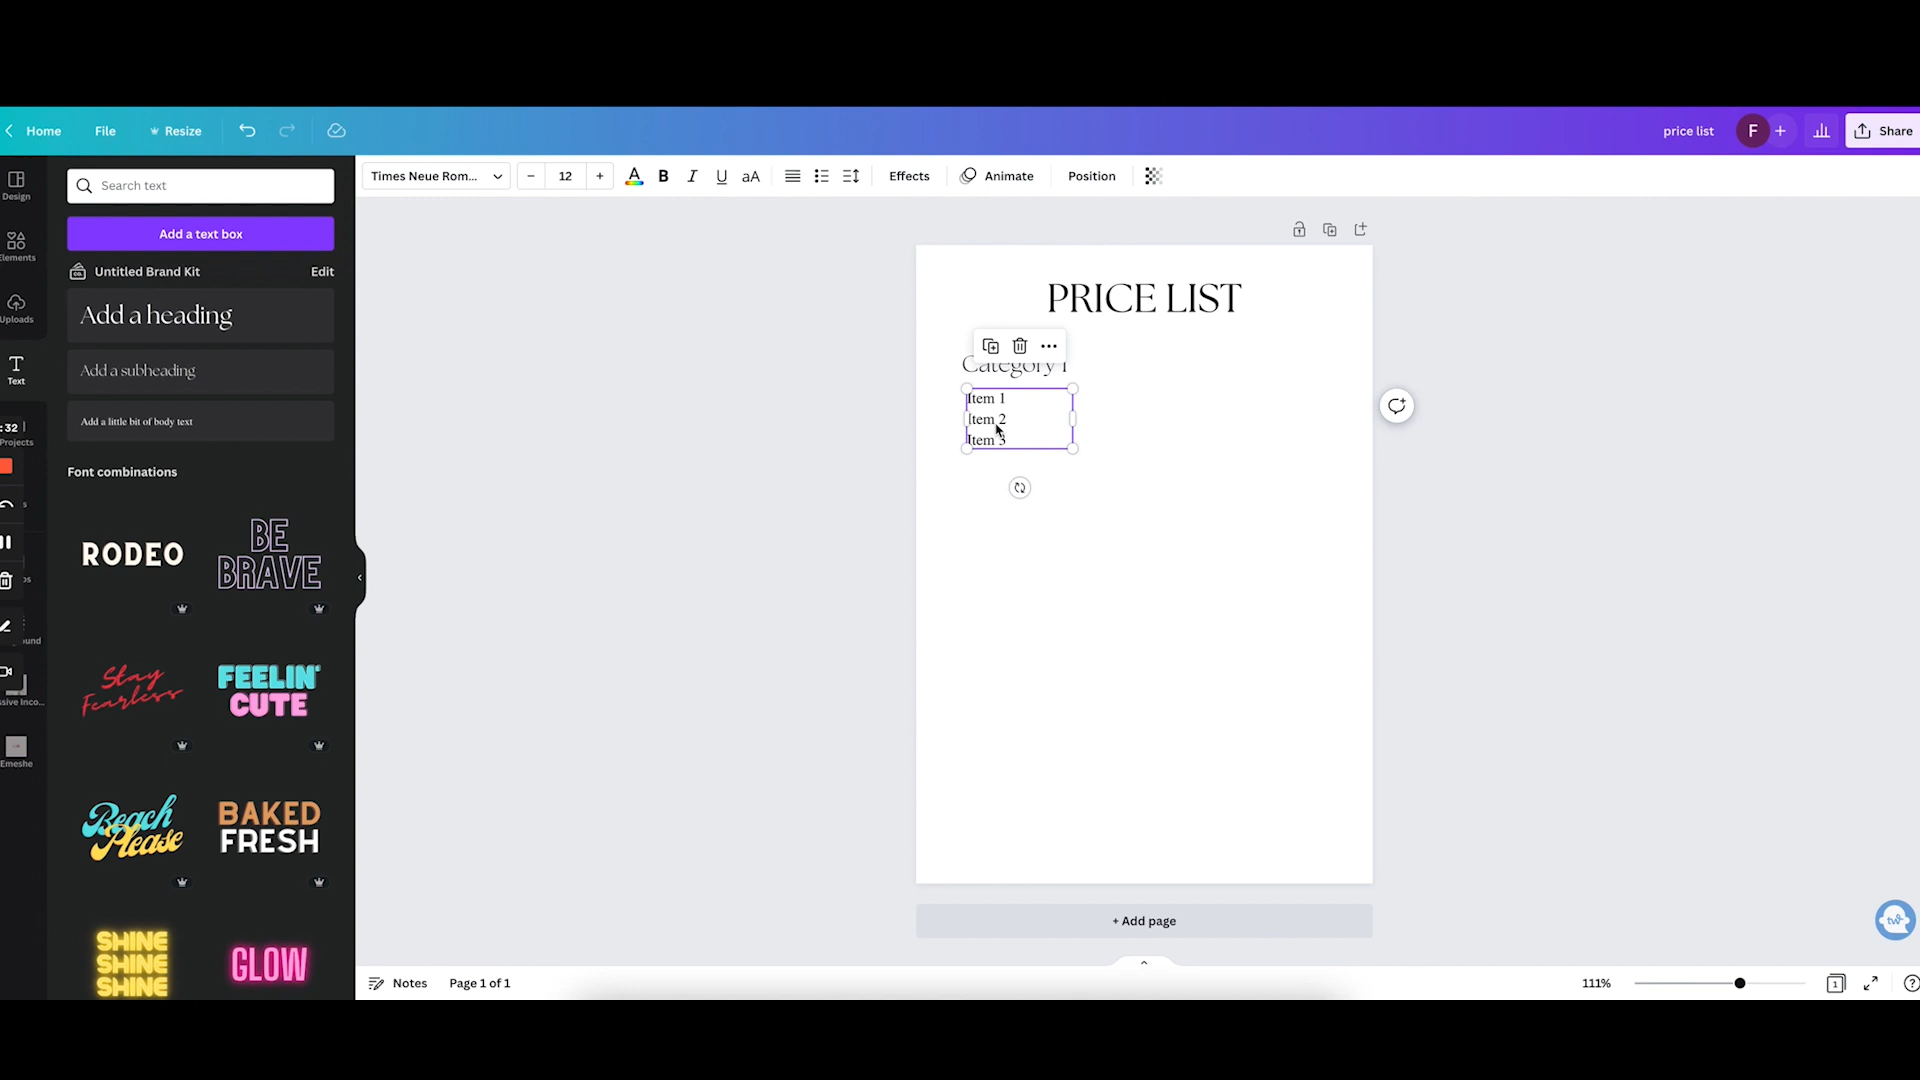 Home
File
Resize
price list
F
Share
Design
Elements
Uploads
Text
:32
Projects
Emeshe
Search text
Add a text box
Untitled Brand Kit
Edit
Add a heading
Add a subheading
Add a little bit of body text
Font combinations
RODEO
BE
BRAVE
Stay
Fearless
FEELIN'
CUTE
Beach
Please
BAKED
FRESH
SHINE
SHINE
SHINE
GLOW
Times Neue Rom...
12
A
B
I
U
aA
Effects
Animate
Position
PRICE LIST
Category 1
Item 1
Item 2
Item 3
+ Add page
Notes
Page 1 of 1
111%
1
?